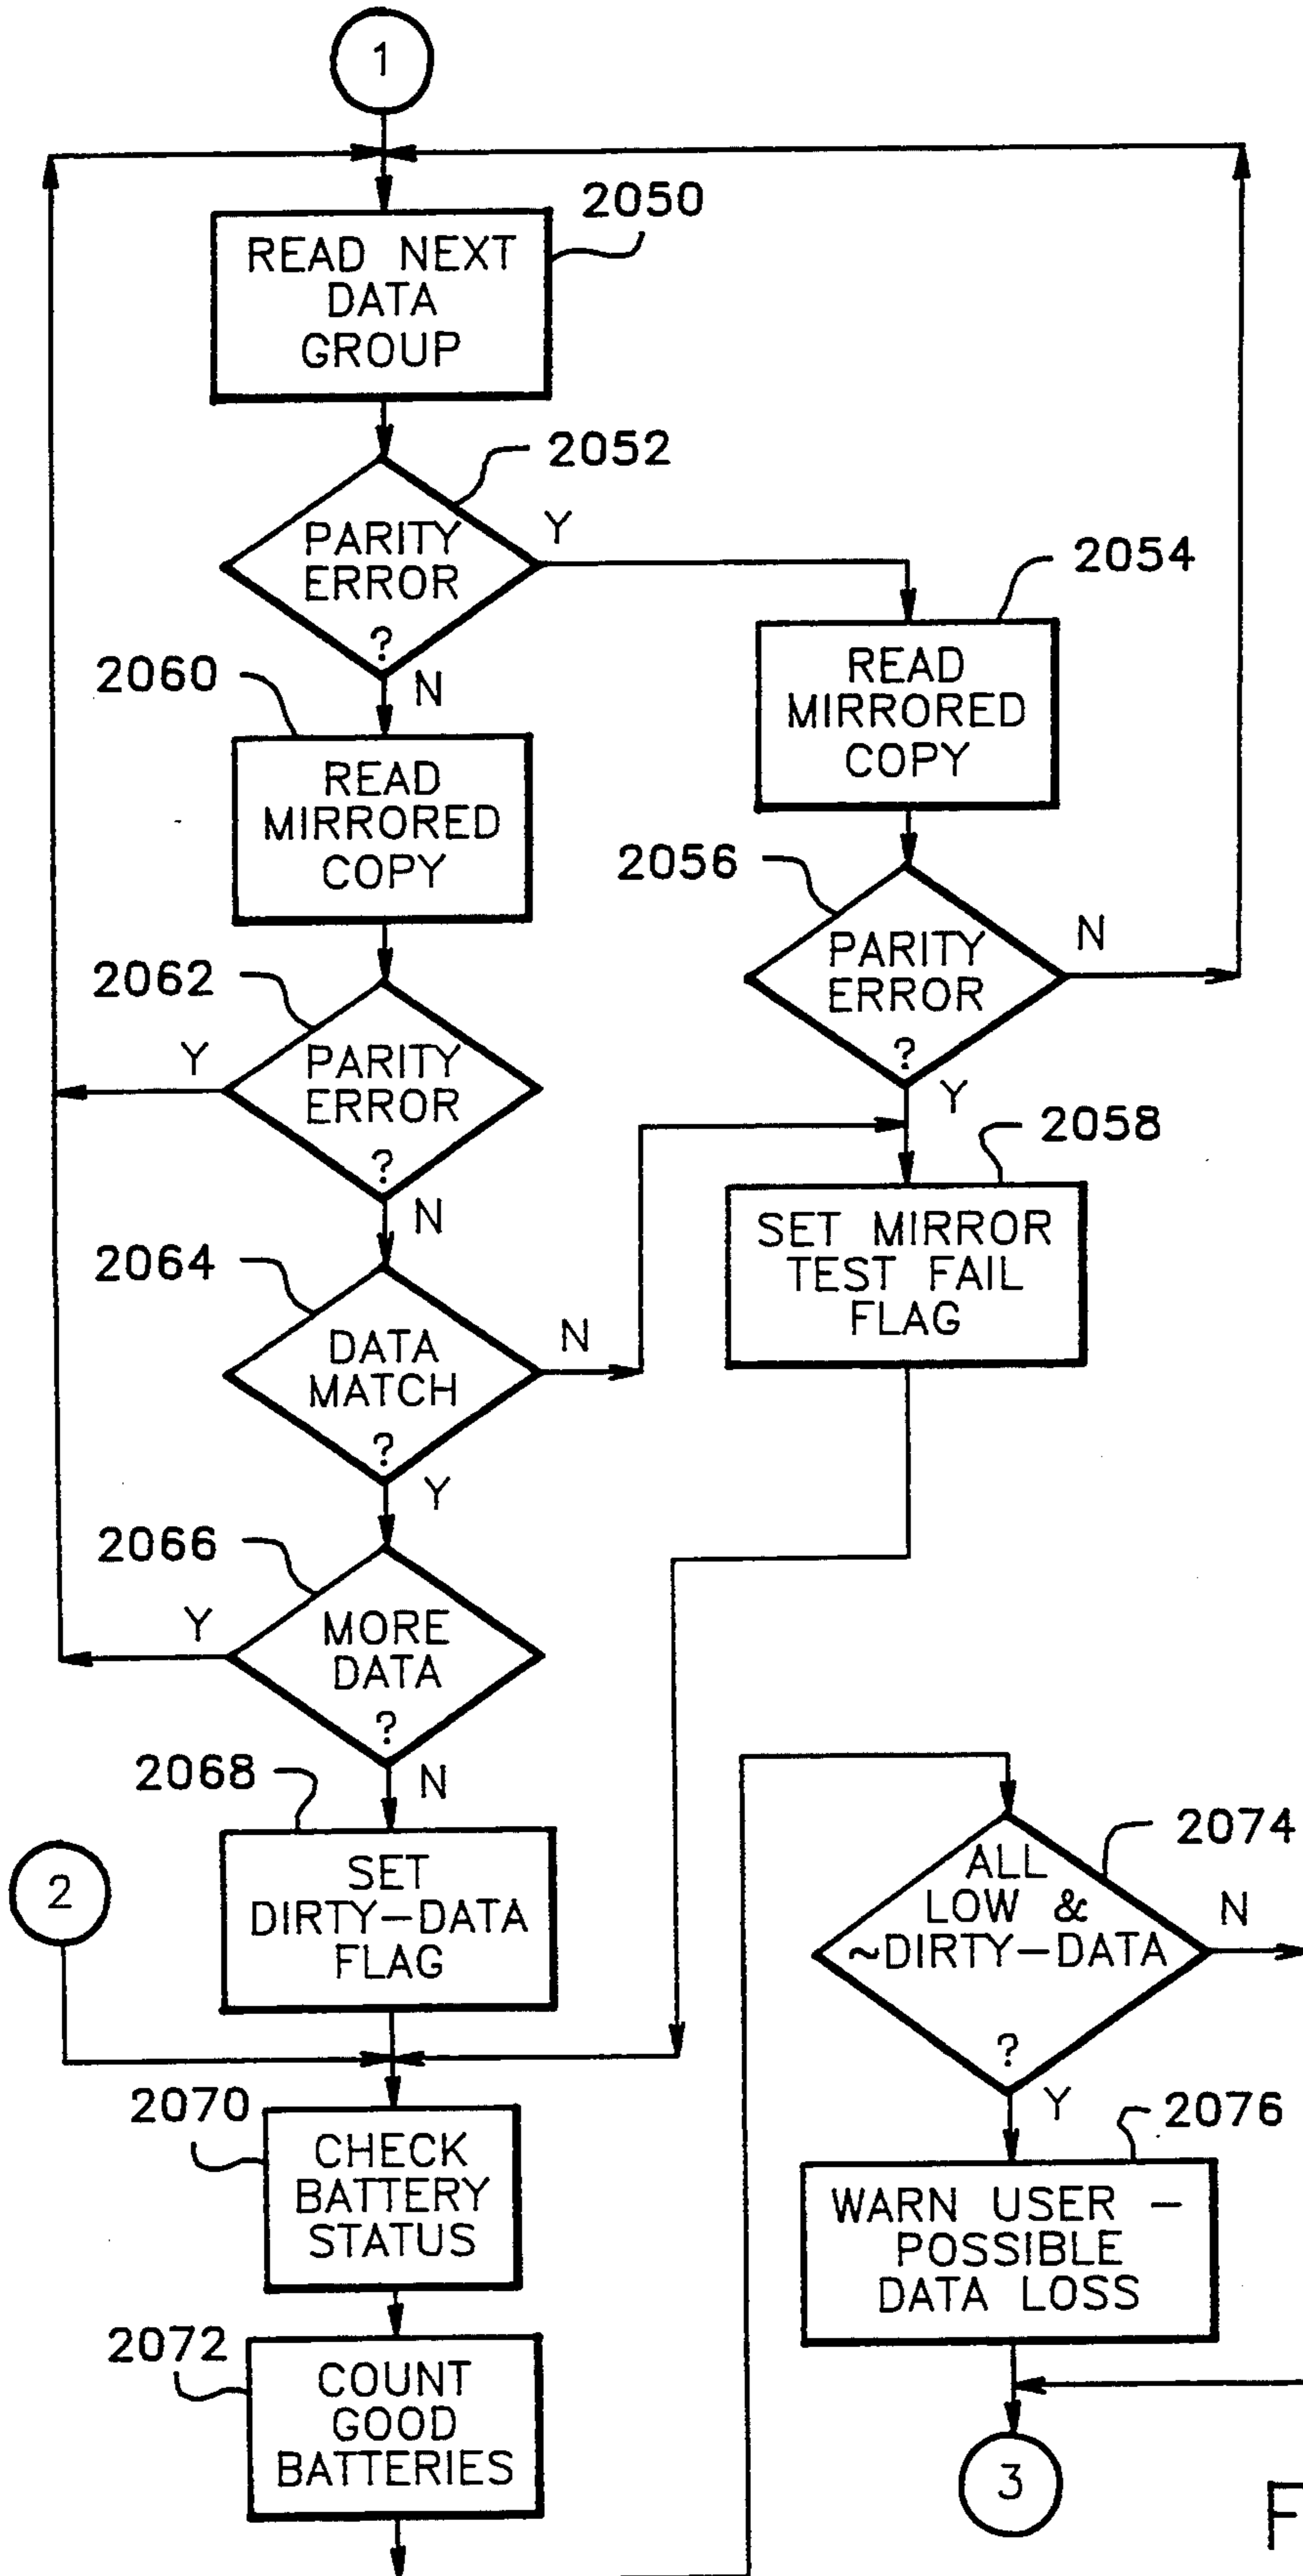 1
2050
READ NEXT
DATA
GROUP
2052
PARITY
ERROR
?
Y
N
2054
READ
MIRRORED
COPY
2060
READ
MIRRORED
COPY
2056
PARITY
ERROR
?
N
Y
2062
PARITY
ERROR
?
Y
N
2058
SET MIRROR
TEST FAIL
FLAG
2064
DATA
MATCH
?
N
Y
2066
MORE
DATA
?
Y
N
2068
SET
DIRTY-DATA
FLAG
2
2074
ALL
LOW &
~DIRTY-DATA
?
N
Y
2070
CHECK
BATTERY
STATUS
2076
WARN USER -
POSSIBLE
DATA LOSS
2072
COUNT
GOOD
BATTERIES
3
F